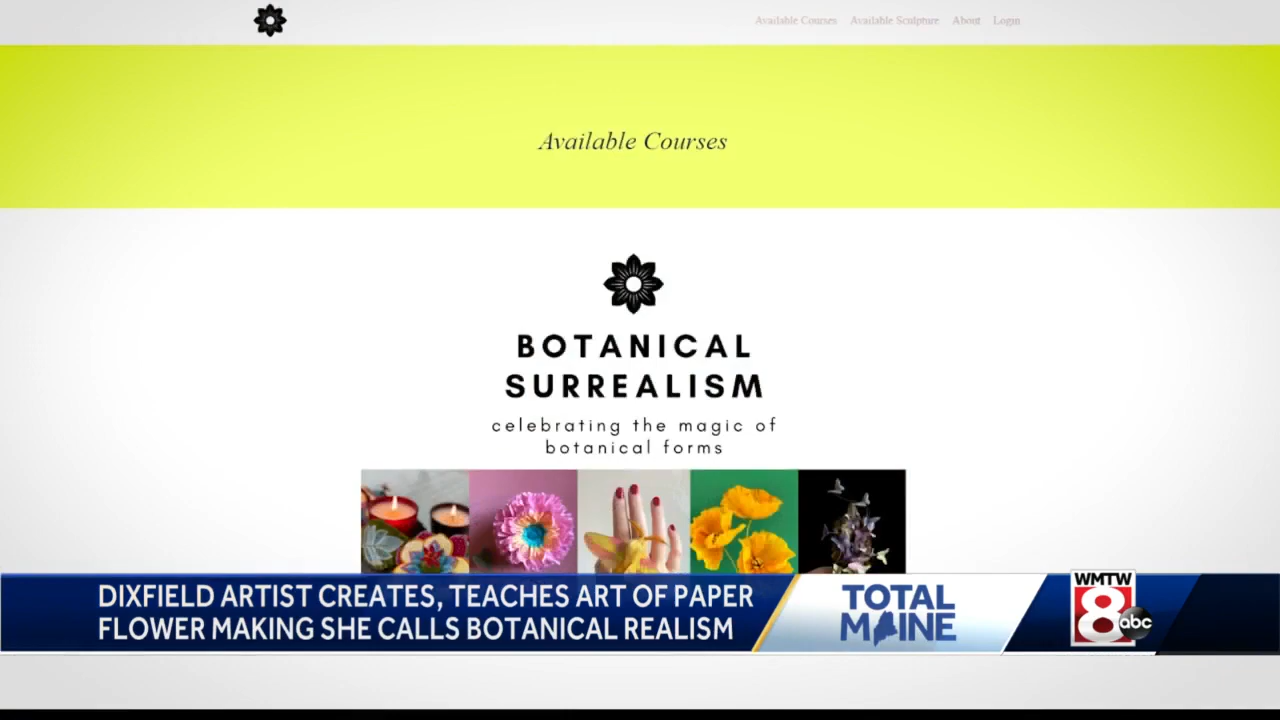 Available Courses Available Sculpture About Login
Available Courses
BOTANICAL
SURREALISM
celebrating the magic of
botanical forms
DIXFIELD ARTIST CREATES, TEACHES ART OF PAPER
FLOWER MAKING SHE CALLS BOTANICAL REALISM
TOTAL
MAINE
WMTW
8
abc